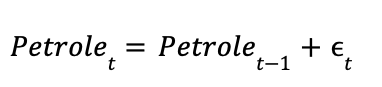 Petrole_t = Petrole_{t−1} + ϵ_t